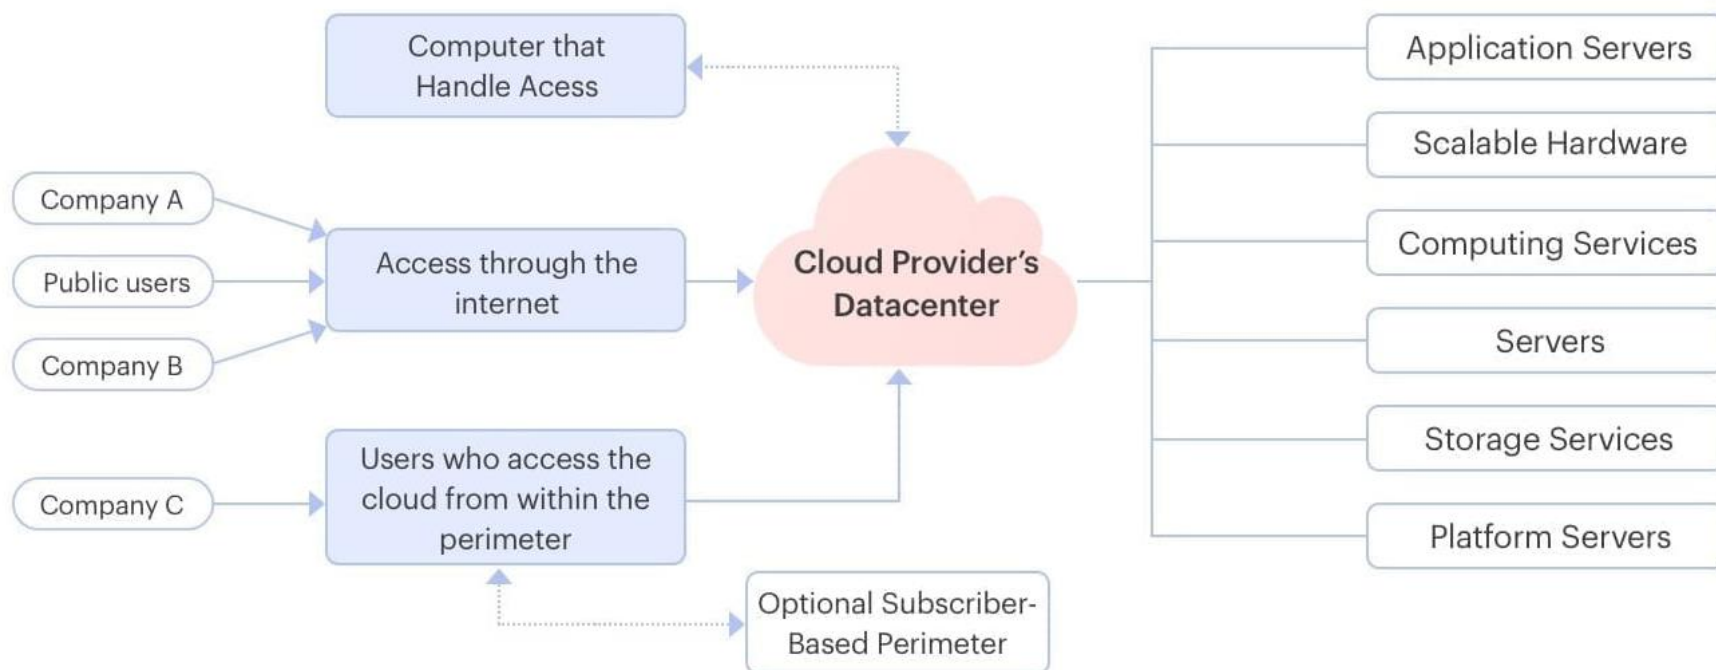 Computer that
Handle Acess
Company A
Public users
Company B
Access through the
internet
Company C
Users who access the
cloud from within the
perimeter
Optional Subscriber-
Based Perimeter
Cloud Provider’s
Datacenter
Application Servers
Scalable Hardware
Computing Services
Servers
Storage Services
Platform Servers